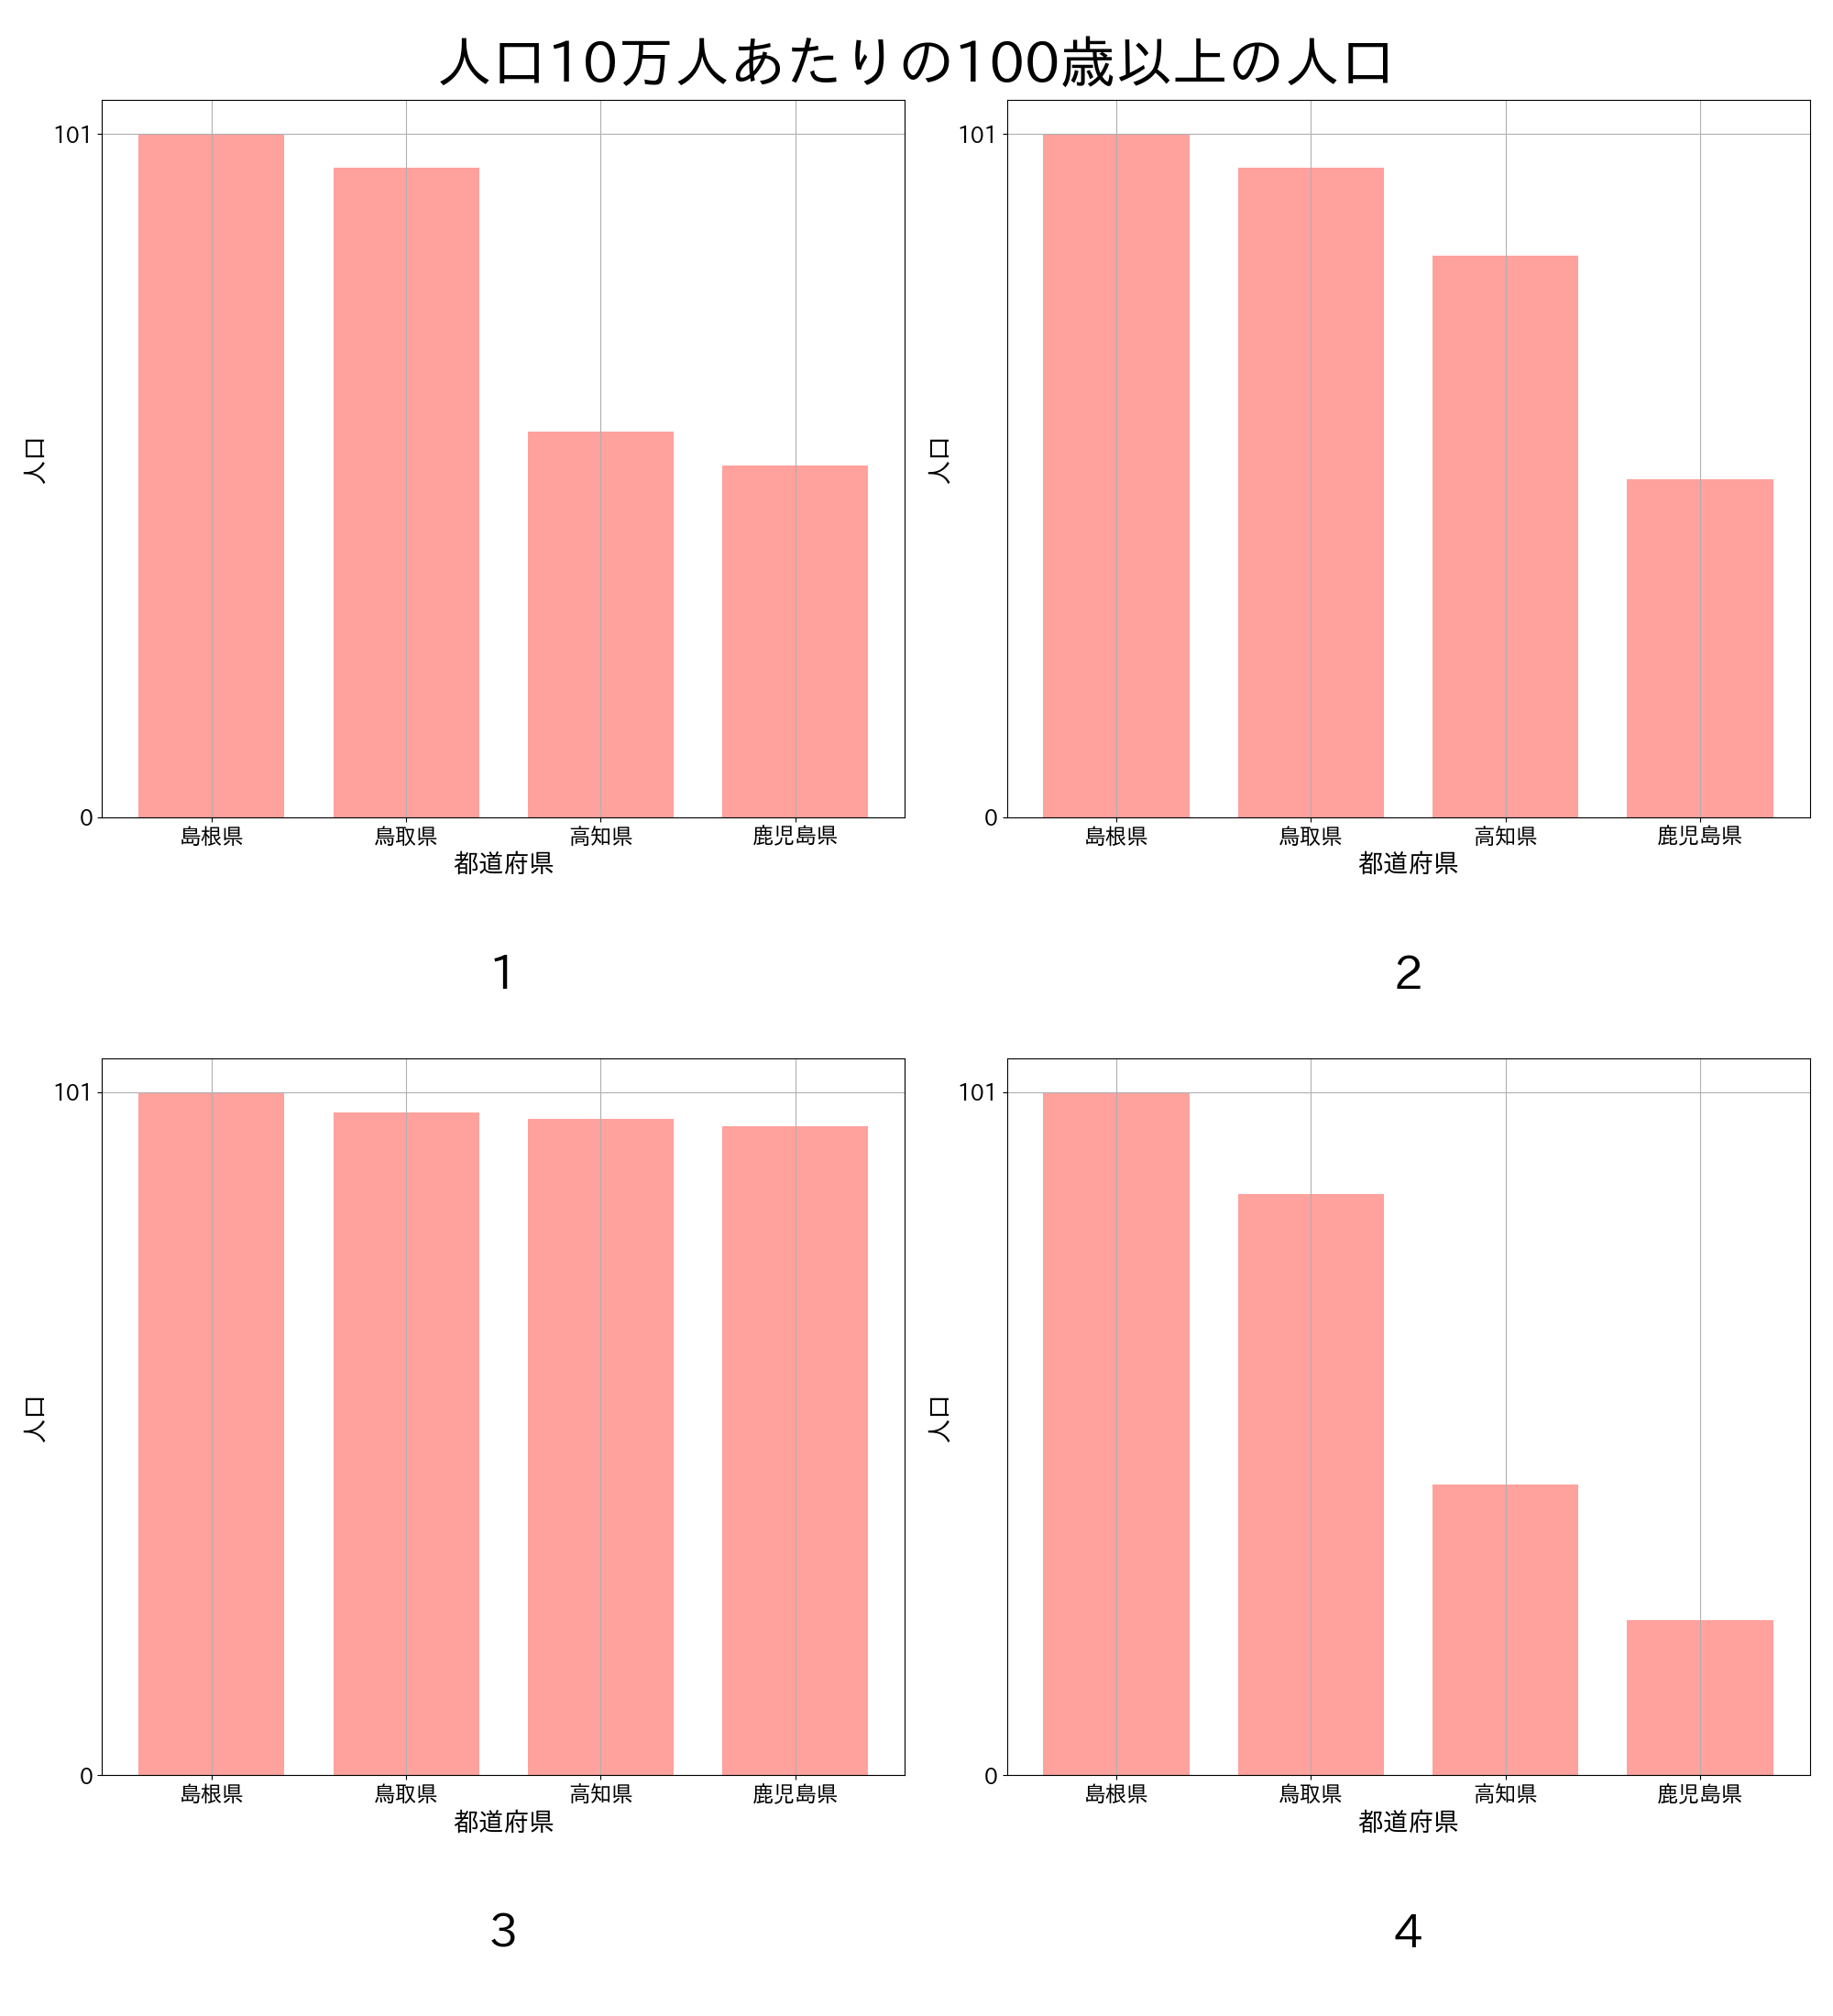 人口10万人あたりの100歳以上の人口
101
0
人口
島根県 鳥取県 高知県 鹿児島県
都道府県
1
101
0
人口
島根県 鳥取県 高知県 鹿児島県
都道府県
2
101
0
人口
島根県 鳥取県 高知県 鹿児島県
都道府県
3
101
0
人口
島根県 鳥取県 高知県 鹿児島県
都道府県
4